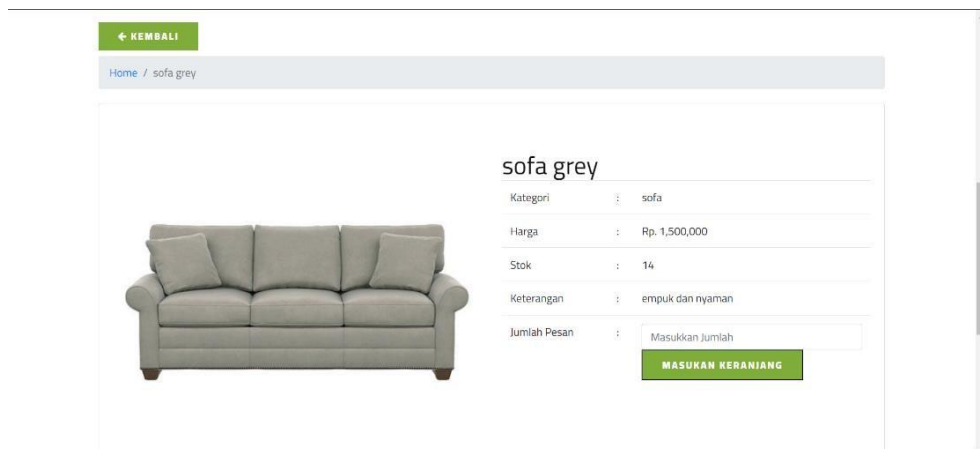 ← KEMBALI
Home / sofa grey
sofa grey
Kategori : sofa
Harga : Rp. 1,500,000
Stok : 14
Keterangan : empuk dan nyaman
Jumlah Pesan : Masukkan Jumlah
MASUKAN KERANJANG